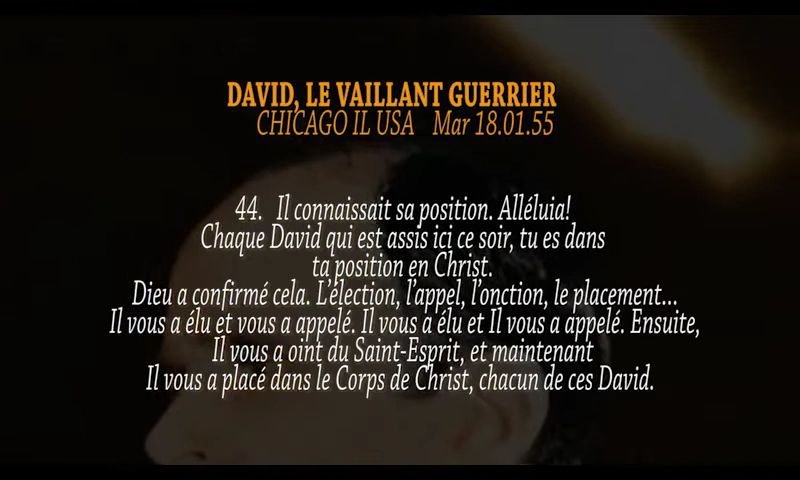 DAVID, LE VAILLANT GUERRIER
CHICAGO IL USA Mar 18.01.55
44. Il connaissait sa position. Alléluia!
Chaque David qui est assis ici ce soir, tu es dans
ta position en Christ.
Dieu a confirmé cela. L'élection, l'appel, l'onction, le placement...
Il vous a élu et vous a appelé. Il vous a élu et Il vous a appelé. Ensuite,
Il vous a oint du Saint-Esprit, et maintenant
Il vous a placé dans le Corps de Christ, chacun de ces David.